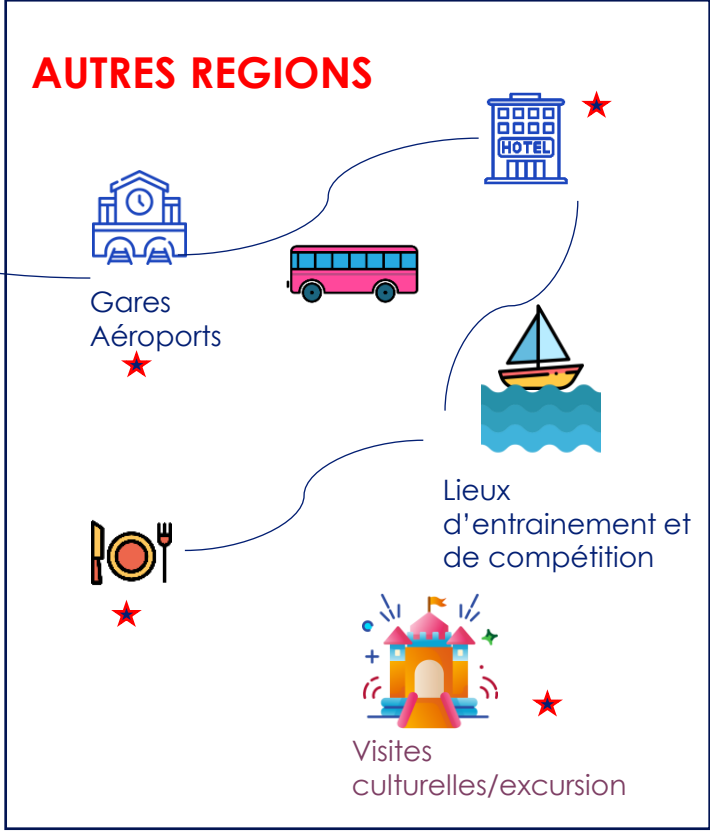 AUTRES REGIONS
HOTEL
Gares
Aéroports
Lieux
d’entrainement et
de compétition
Visites
culturelles/excursion